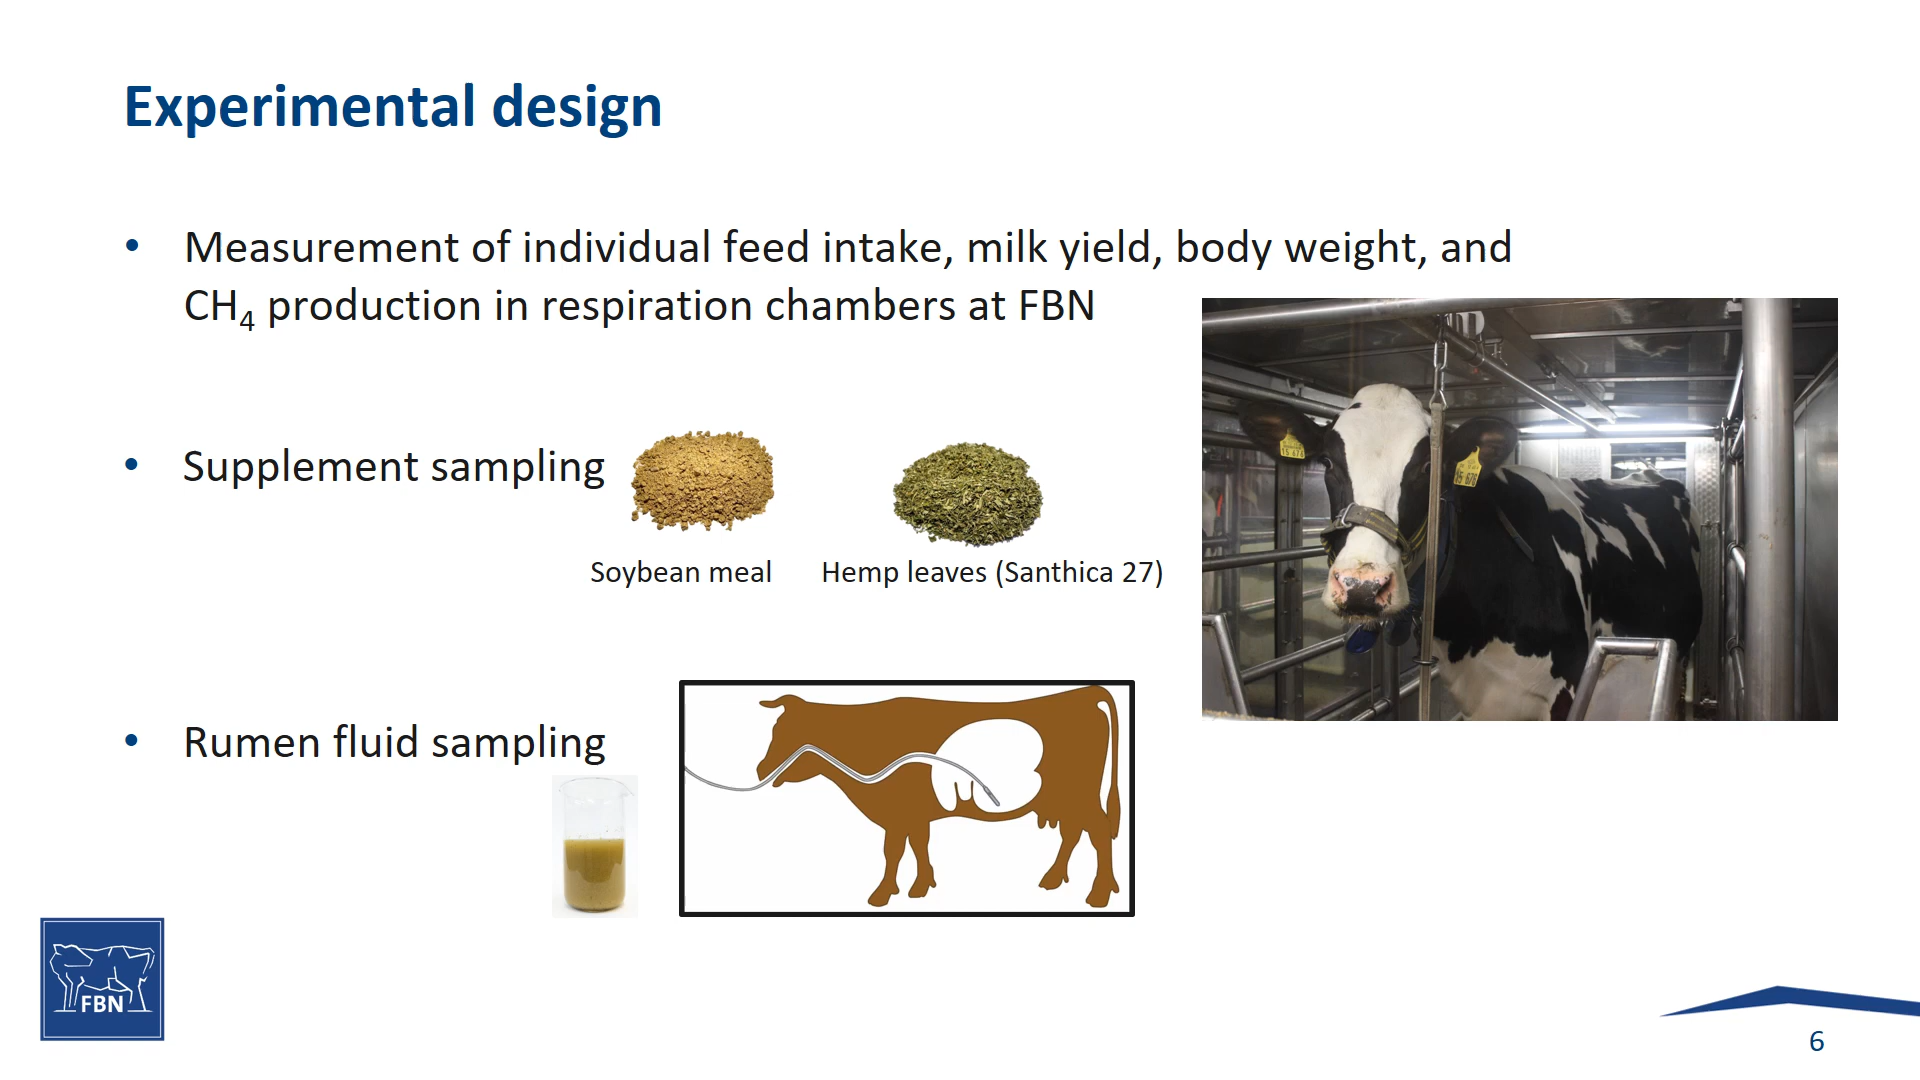 Experimental design
• Measurement of individual feed intake, milk yield, body weight, and
CH₄ production in respiration chambers at FBN
• Supplement sampling
Soybean meal
Hemp leaves (Santhica 27)
• Rumen fluid sampling
FBN
6